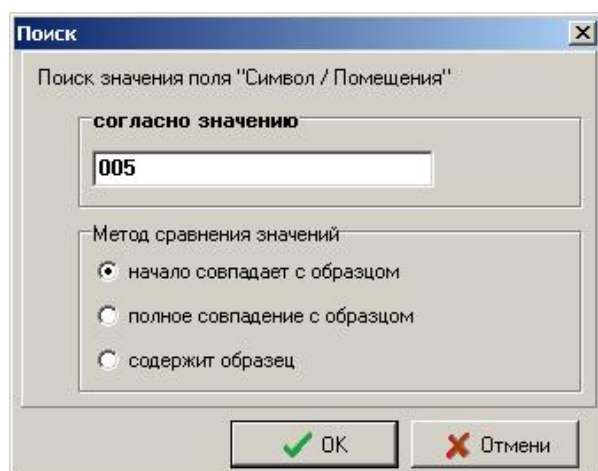 Поиск
Поиск значения поля "Символ / Помещения"
согласно значению
005
Метод сравнения значений
начало совпадает с образцом
полное совпадение с образцом
содержит образец
OK
Отмени